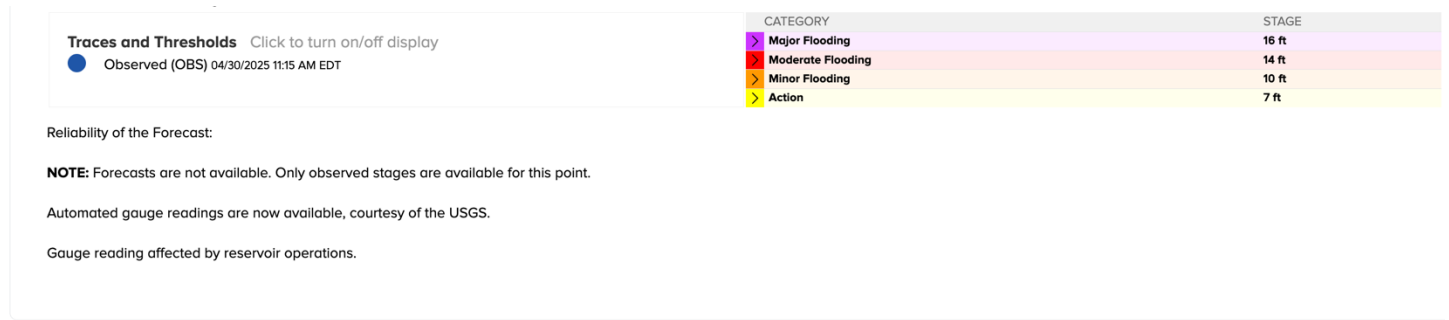 CATEGORY STAGE
Traces and Thresholds Click to turn on/off display
Observed (OBS) 04/30/2025 11:15 AM EDT
Major Flooding 16 ft
Moderate Flooding 14 ft
Minor Flooding 10 ft
Action 7 ft
Reliability of the Forecast:
NOTE: Forecasts are not available. Only observed stages are available for this point.
Automated gauge readings are now available, courtesy of the USGS.
Gauge reading affected by reservoir operations.